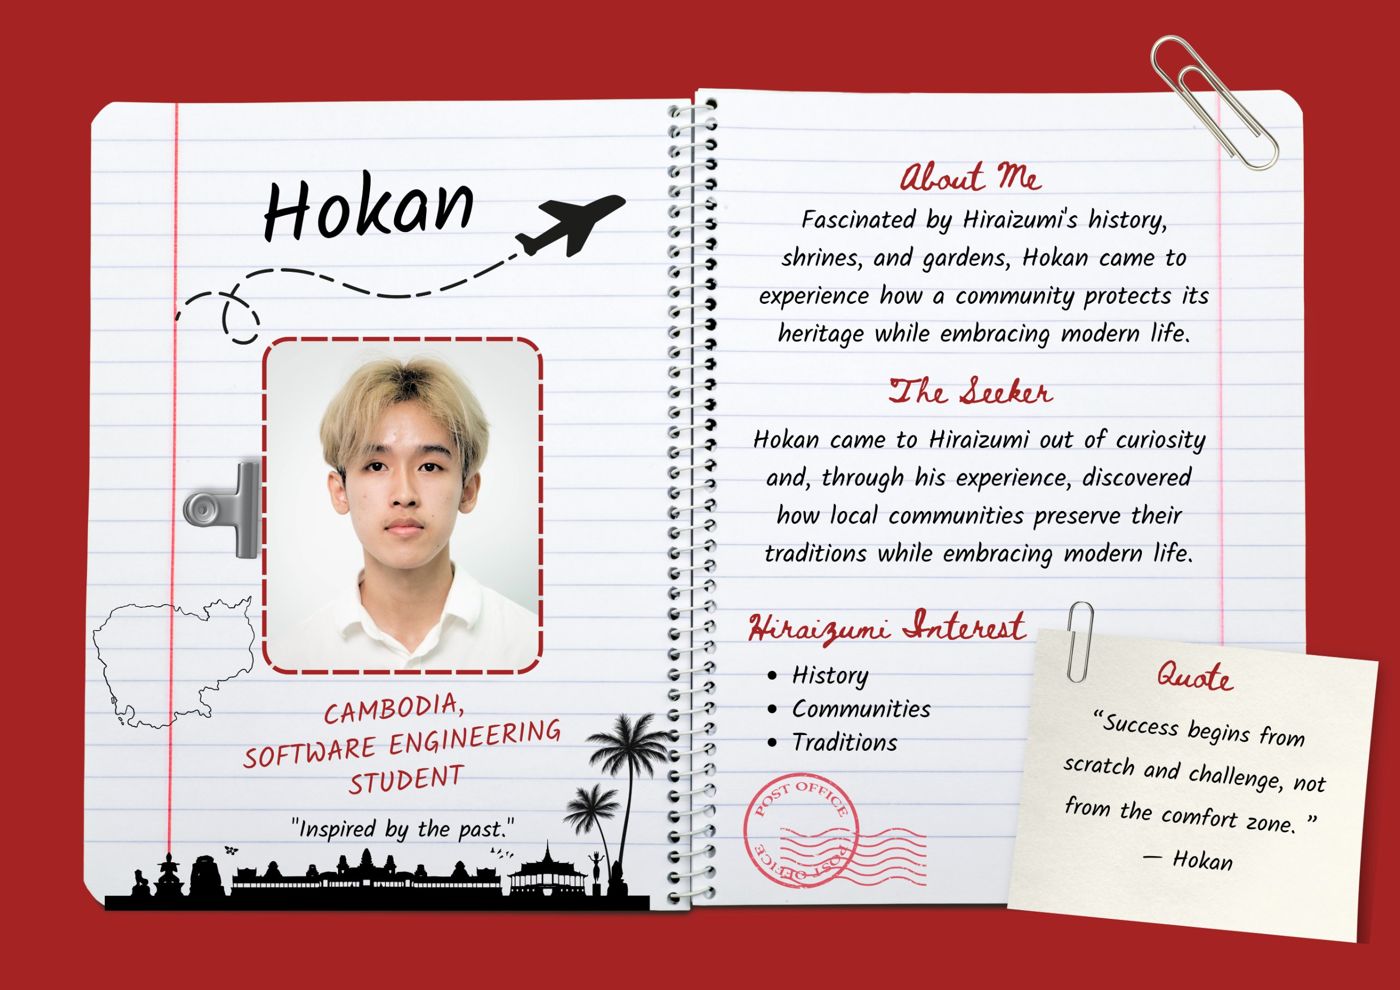 Hokan
CAMBODIA,
SOFTWARE ENGINEERING
STUDENT
"Inspired by the past."
About Me
Fascinated by Hiraizumi's history,
shrines, and gardens, Hokan came to
experience how a community protects its
heritage while embracing modern life.
The Seeker
Hokan came to Hiraizumi out of curiosity
and, through his experience, discovered
how local communities preserve their
traditions while embracing modern life.
Hiraizumi Interest
• History
• Communities
• Traditions
POST OFFICE
POST OFFICE
Quote
“Success begins from
scratch and challenge, not
from the comfort zone. ”
— Hokan